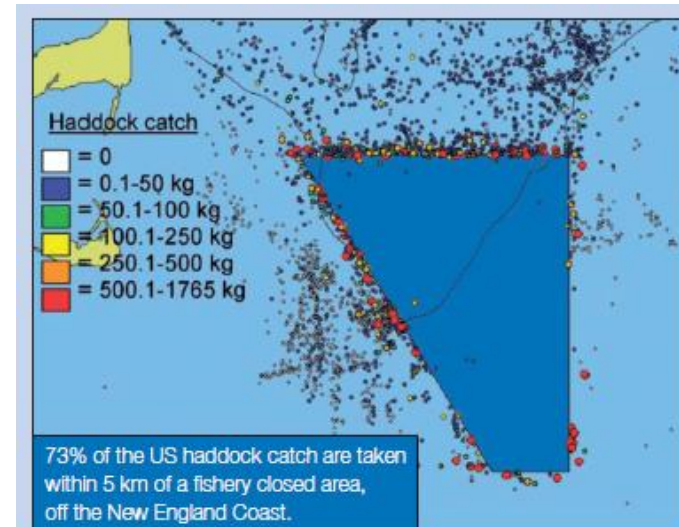 Haddock catch
= 0
= 0.1-50 kg
= 50.1-100 kg
= 100.1-250 kg
= 250.1-500 kg
= 500.1-1765 kg
73% of the US haddock catch are taken
within 5 km of a fishery closed area,
off the New England Coast.